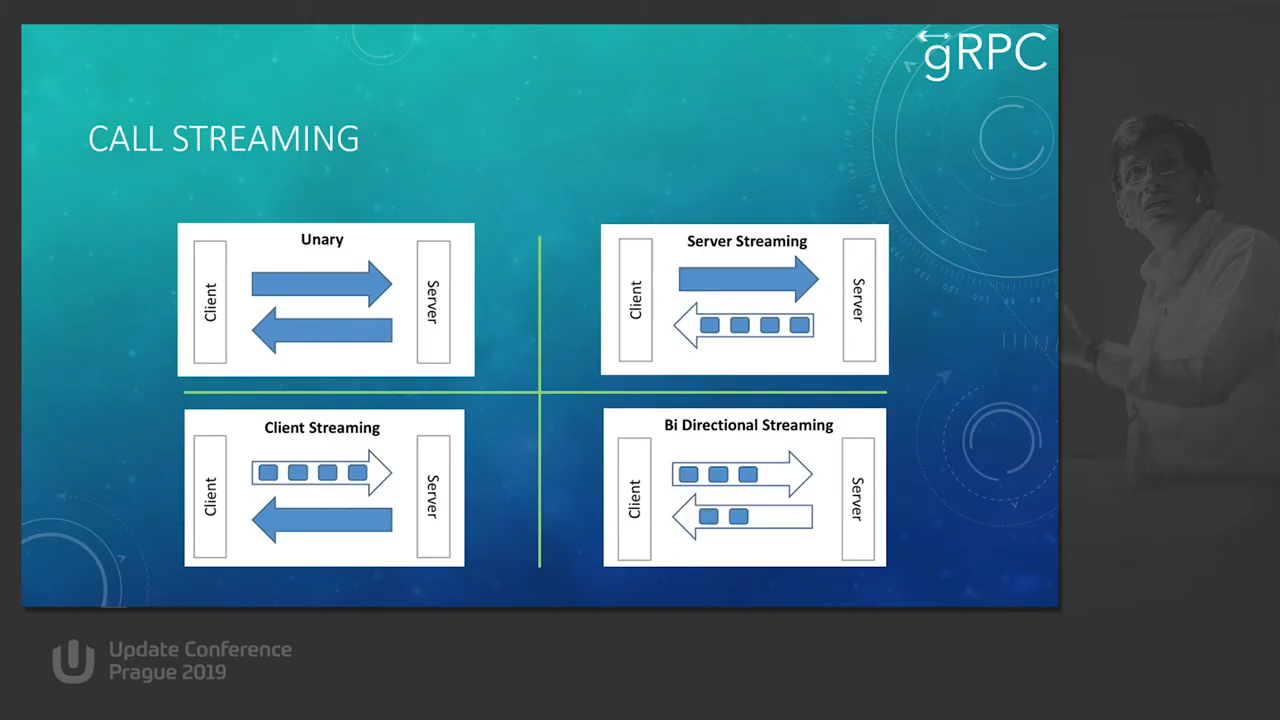 gRPC
CALL STREAMING
Unary
Client
Server
Server Streaming
Client
Server
Client Streaming
Client
Server
Bi Directional Streaming
Client
Server
Update Conference
Prague 2019